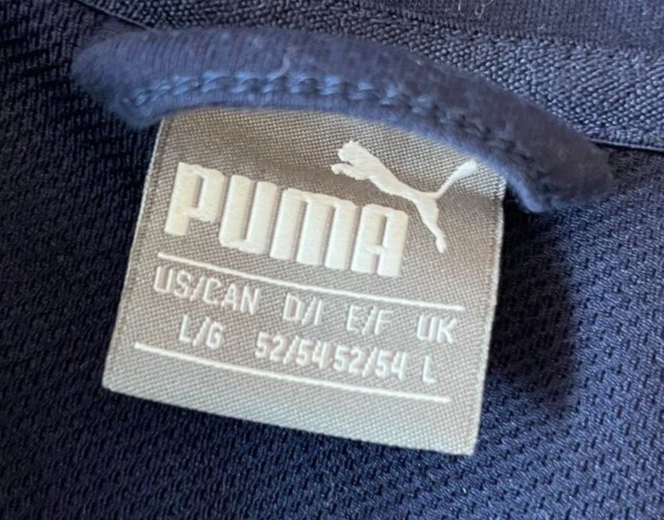 PUMA
US/CAN D/I E/F UK
L/G 52/54 52/54 L